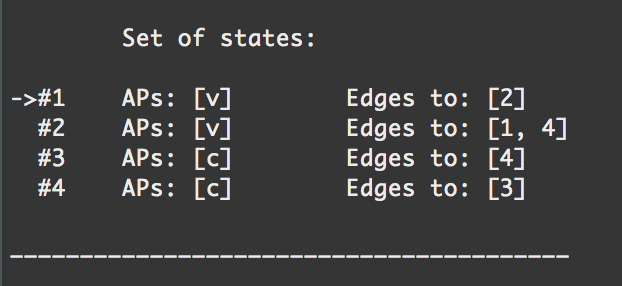 Set of states:
->#1 APs: [v] Edges to: [2]
#2 APs: [v] Edges to: [1, 4]
#3 APs: [c] Edges to: [4]
#4 APs: [c] Edges to: [3]
________________________________________